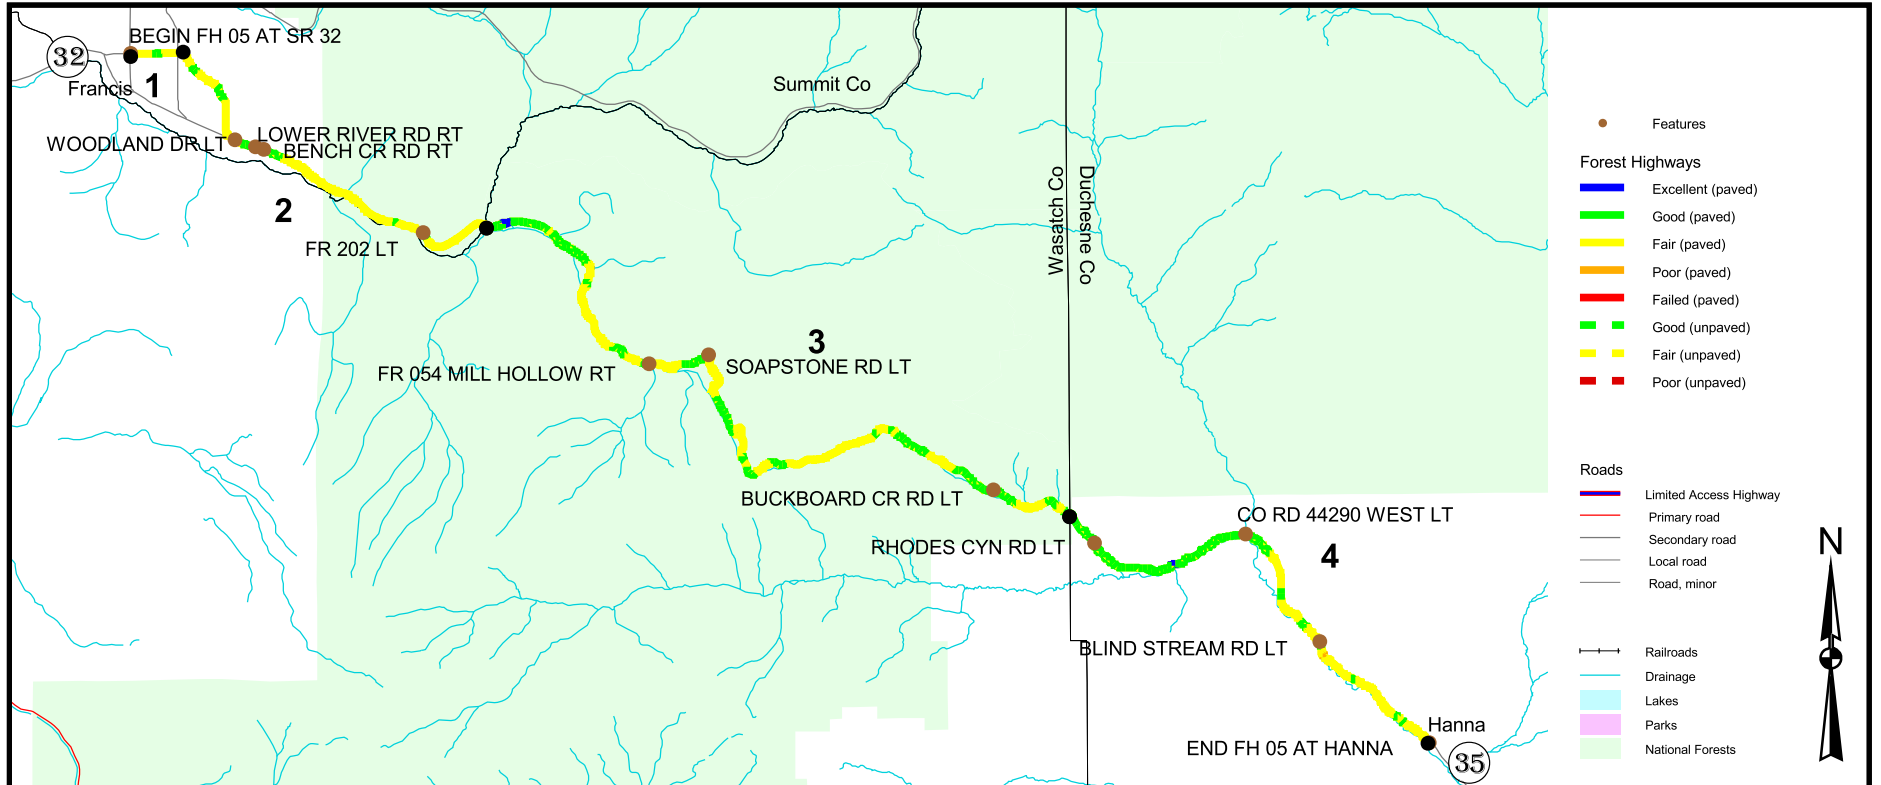 BEGIN FH 05 AT SR 32
32
1
Francis
Summit Co
WOODLAND DR LT
LOWER RIVER RD RT
BENCH CR RD RT
2
FR 202 LT
Wasatch Co
Duchesne Co
3
FR 054 MILL HOLLOW RT
SOAPSTONE RD LT
BUCKBOARD CR RD LT
RHODES CYN RD LT
CO RD 44290 WEST LT
4
BLIND STREAM RD LT
Hanna
END FH 05 AT HANNA
35
Features
Forest Highways
Excellent (paved)
Good (paved)
Fair (paved)
Poor (paved)
Failed (paved)
Good (unpaved)
Fair (unpaved)
Poor (unpaved)
Roads
Limited Access Highway
Primary road
Secondary road
Local road
Road, minor
Railroads
Drainage
Lakes
Parks
National Forests
N